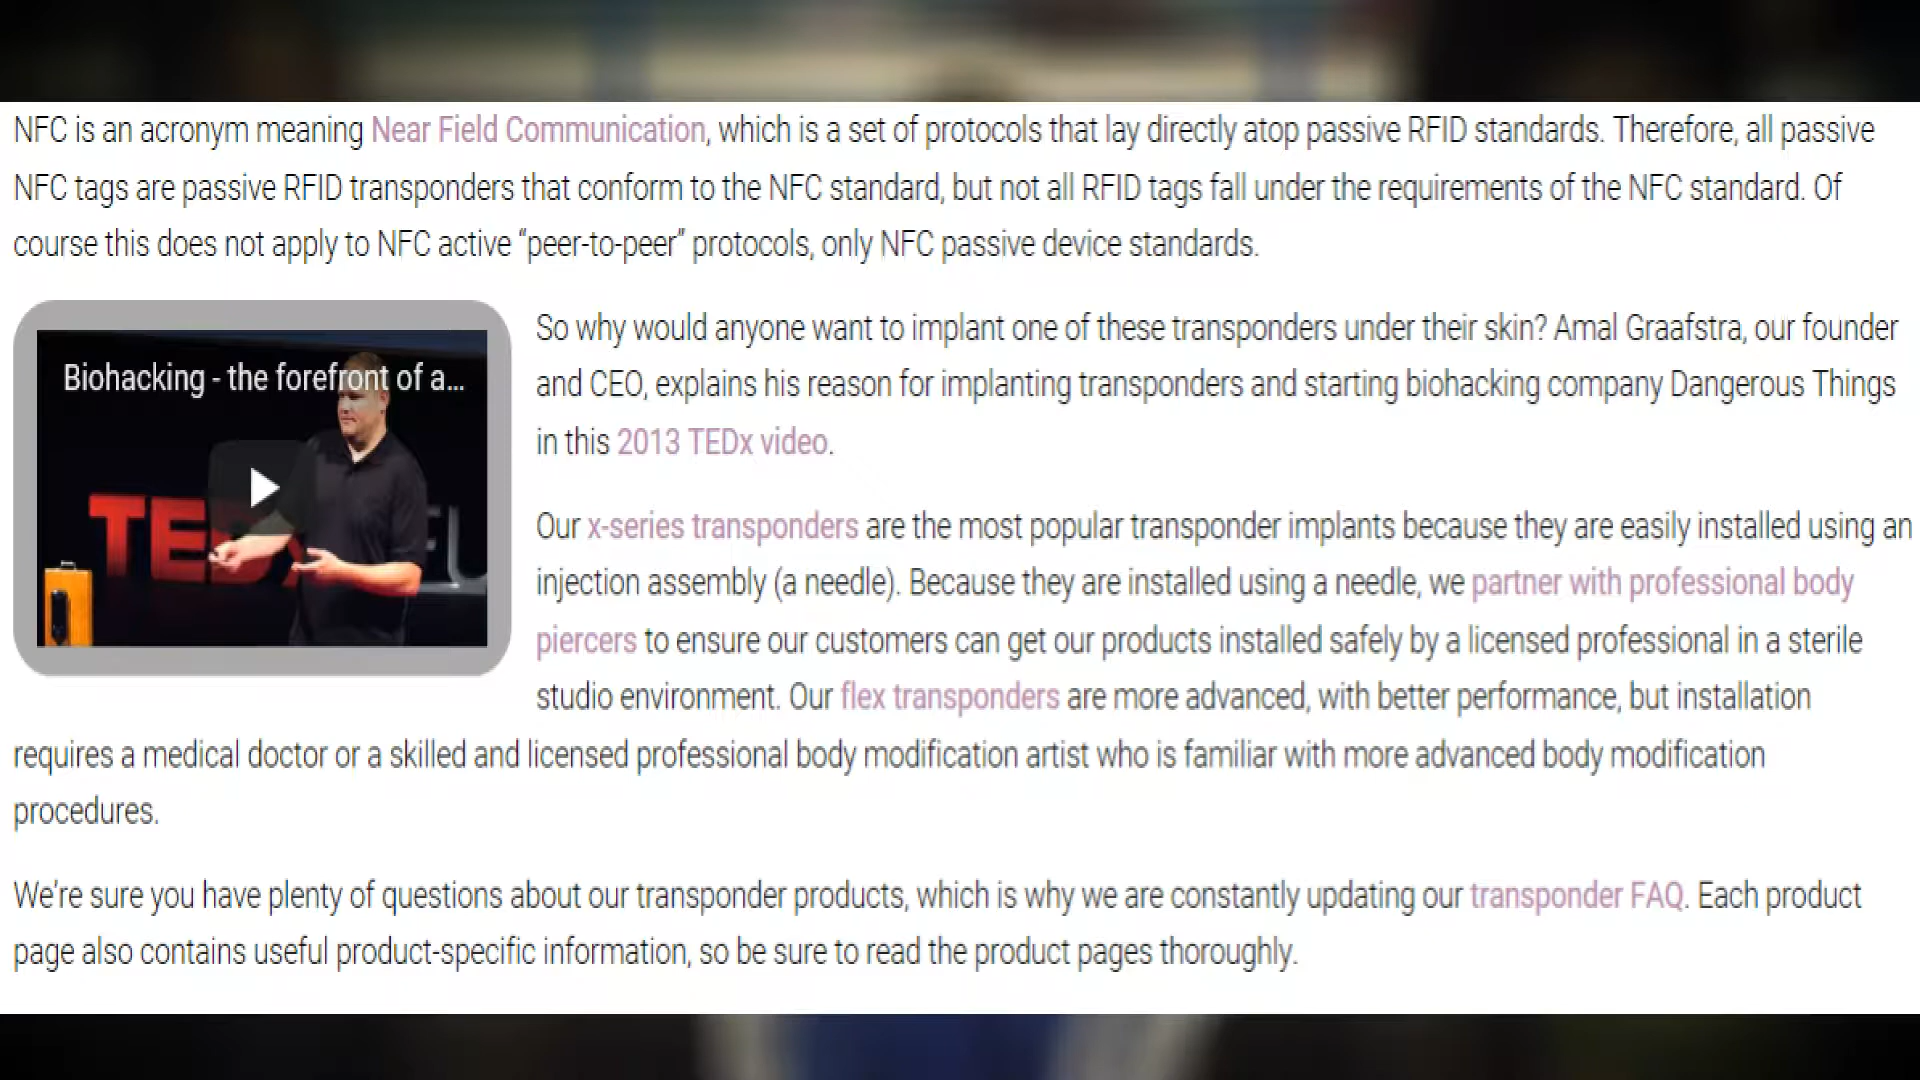 NFC is an acronym meaning Near Field Communication, which is a set of protocols that lay directly atop passive RFID standards. Therefore, all passive
NFC tags are passive RFID transponders that conform to the NFC standard, but not all RFID tags fall under the requirements of the NFC standard. Of
course this does not apply to NFC active “peer-to-peer” protocols, only NFC passive device standards.
Biohacking - the forefront of a...
TED
So why would anyone want to implant one of these transponders under their skin? Amal Graafstra, our founder
and CEO, explains his reason for implanting transponders and starting biohacking company Dangerous Things
in this 2013 TEDx video.
Our x-series transponders are the most popular transponder implants because they are easily installed using an
injection assembly (a needle). Because they are installed using a needle, we partner with professional body
piercers to ensure our customers can get our products installed safely by a licensed professional in a sterile
studio environment. Our flex transponders are more advanced, with better performance, but installation
requires a medical doctor or a skilled and licensed professional body modification artist who is familiar with more advanced body modification
procedures.
We’re sure you have plenty of questions about our transponder products, which is why we are constantly updating our transponder FAQ. Each product
page also contains useful product-specific information, so be sure to read the product pages thoroughly.